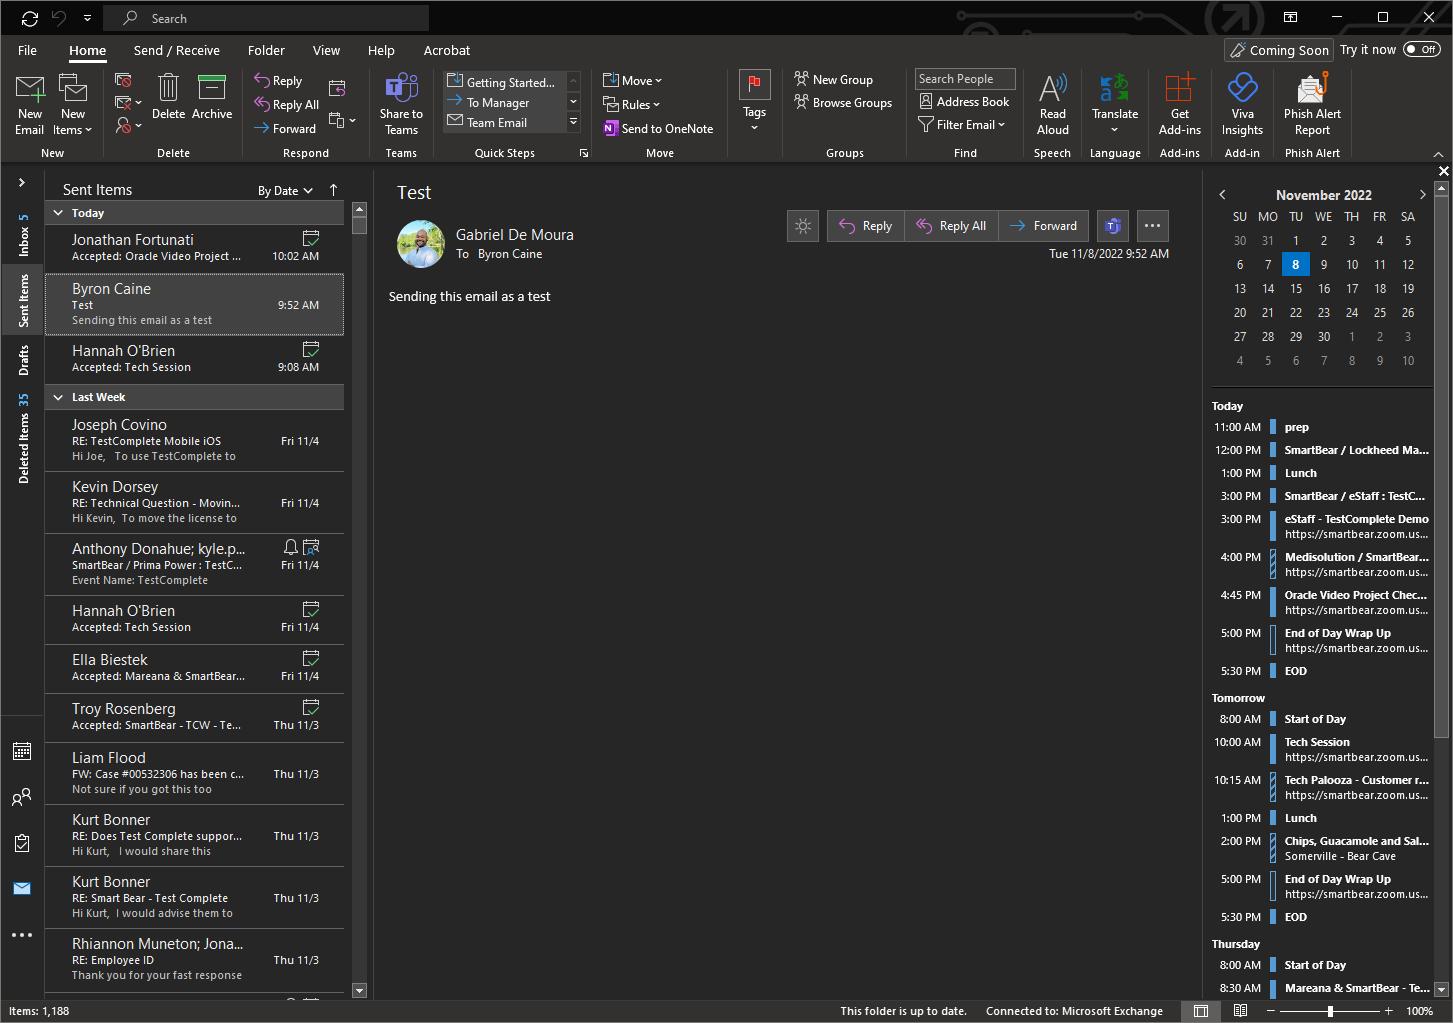 Search
File Home Send / Receive Folder View Help Acrobat
Coming Soon Try it now Off
New Email
New Items
Delete
Archive
Reply
Reply All
Forward
Share to Teams
Getting Started...
To Manager
Team Email
Move
Rules
Send to OneNote
Tags
New Group
Browse Groups
Search People
Address Book
Filter Email
Read Aloud
Translate
Get Add-ins
Viva Insights
Phish Alert Report
New Delete Respond Teams Quick Steps Move Groups Find Speech Language Add-ins Add-in Phish Alert
Inbox 5
Sent Items
Drafts
Deleted Items 35
Sent Items By Date
Today
Jonathan Fortunati
Accepted: Oracle Video Project ... 10:02 AM
Byron Caine
Test 9:52 AM
Sending this email as a test
Hannah O'Brien
Accepted: Tech Session 9:08 AM
Last Week
Joseph Covino
RE: TestComplete Mobile iOS Fri 11/4
Hi Joe, To use TestComplete to
Kevin Dorsey
RE: Technical Question - Movin... Fri 11/4
Hi Kevin, To move the license to
Anthony Donahue; kyle.p...
SmartBear / Prima Power : TestC... Fri 11/4
Event Name: TestComplete
Hannah O'Brien
Accepted: Tech Session Fri 11/4
Ella Biestek
Accepted: Mareana & SmartBear... Fri 11/4
Troy Rosenberg
Accepted: SmartBear - TCW - Te... Thu 11/3
Liam Flood
FW: Case #00532306 has been c... Thu 11/3
Not sure if you got this too
Kurt Bonner
RE: Does Test Complete suppor... Thu 11/3
Hi Kurt, I would share this
Kurt Bonner
RE: Smart Bear - Test Complete Thu 11/3
Hi Kurt, I would advise them to
Rhiannon Muneton; Jona...
RE: Employee ID Thu 11/3
Thank you for your fast response
Test
Gabriel De Moura
To Byron Caine
Reply Reply All Forward
Tue 11/8/2022 9:52 AM
Sending this email as a test
November 2022
SU MO TU WE TH FR SA
30 31 1 2 3 4 5
6 7 8 9 10 11 12
13 14 15 16 17 18 19
20 21 22 23 24 25 26
27 28 29 30 1 2 3
4 5 6 7 8 9 10
Today
11:00 AM prep
12:00 PM SmartBear / Lockheed Ma...
1:00 PM Lunch
3:00 PM SmartBear / eStaff : TestC...
3:00 PM eStaff - TestComplete Demo
https://smartbear.zoom.us...
4:00 PM Medisolution / SmartBear...
https://smartbear.zoom.us...
4:45 PM Oracle Video Project Chec...
https://smartbear.zoom.us...
5:00 PM End of Day Wrap Up
https://smartbear.zoom.us...
5:30 PM EOD
Tomorrow
8:00 AM Start of Day
10:00 AM Tech Session
https://smartbear.zoom.us...
10:15 AM Tech Palooza - Customer r...
https://smartbear.zoom.us...
1:00 PM Lunch
2:00 PM Chips, Guacamole and Sal...
Somerville - Bear Cave
5:00 PM End of Day Wrap Up
https://smartbear.zoom.us...
5:30 PM EOD
Thursday
8:00 AM Start of Day
8:30 AM Mareana & SmartBear - Te...
Items: 1,188 This folder is up to date. Connected to: Microsoft Exchange 100%